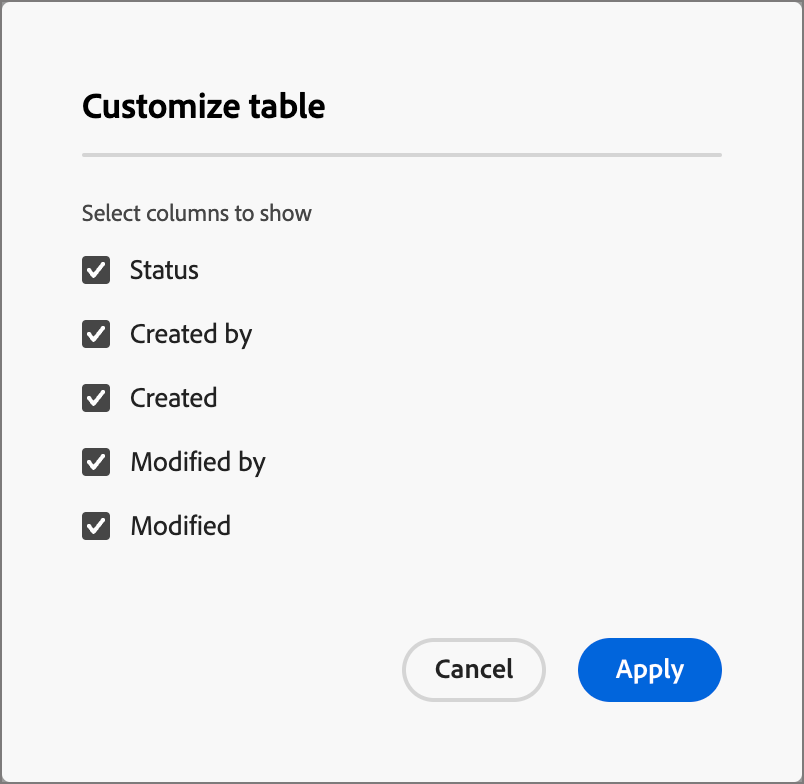 Customize table
Select columns to show
Status
Created by
Created
Modified by
Modified
Cancel
Apply